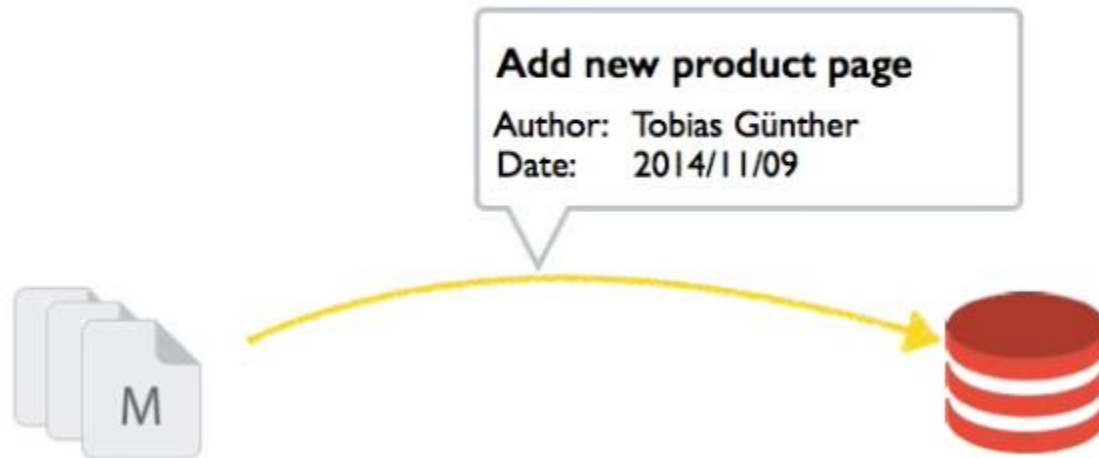 Add new product page
Author: Tobias Günther
Date: 2014/11/09
M